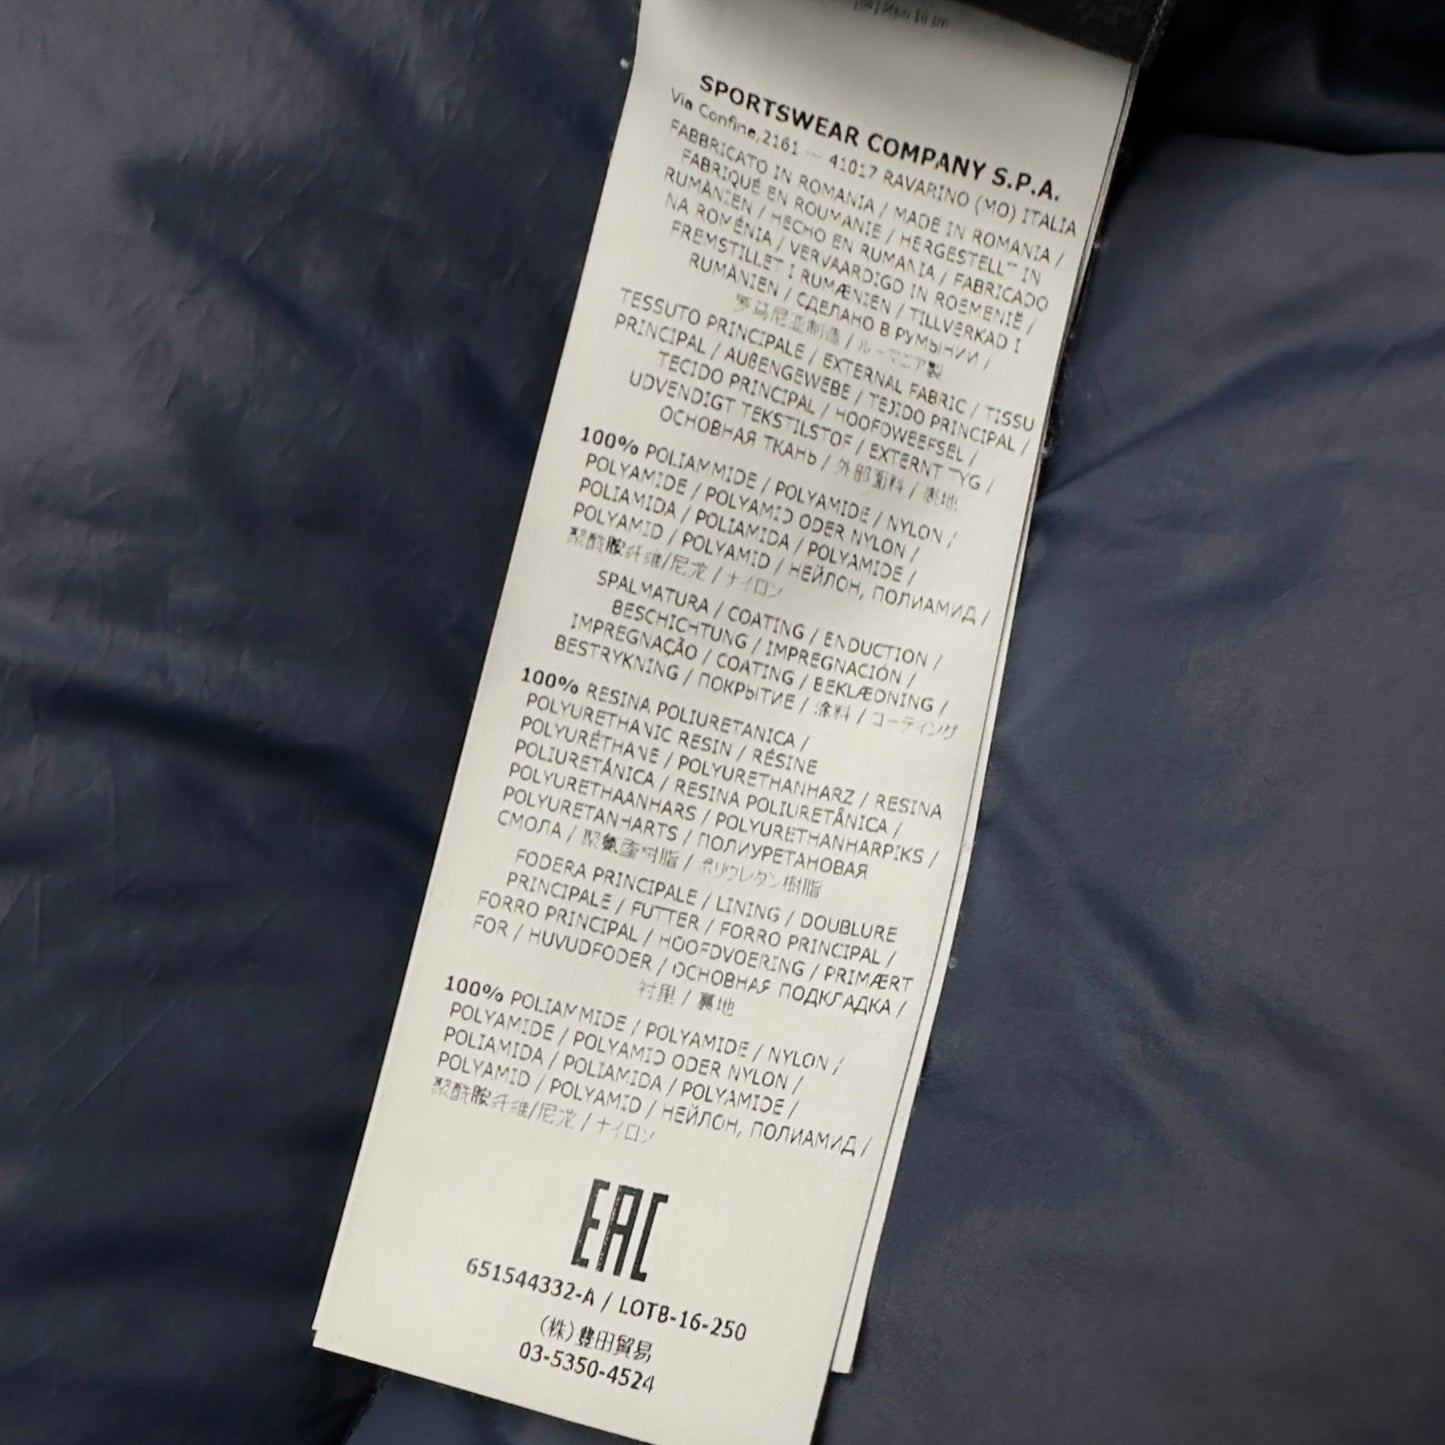 SPORTSWEAR COMPANY S.P.A.
Via Confine,2161 — 41017 RAVARINO (MO) ITALIA
FABBRICATO IN ROMANIA / MADE IN ROMANIA /
FABRIQUÉ EN ROUMANIE / HERGESTELLT IN
RUMÄNIEN / HECHO EN RUMANIA / FABRICADO
NA ROMÉNIA / VERVAARDIGD IN ROEMENIË /
FREMSTILLET I RUMÆNIEN / TILLVERKAD I
RUMÄNIEN / СДЕЛАНО В РУМЫНИИ /
罗马尼亚制造 / ルーマニア製
TESSUTO PRINCIPALE / EXTERNAL FABRIC / TISSU
PRINCIPAL / AUßENGEWEBE / TEJIDO PRINCIPAL /
TECIDO PRINCIPAL / HOOFDWEEFSEL /
UDVENDIGT TEKSTILSTOF / EXTERNT TYG /
ОСНОВНАЯ ТКАНЬ / 外部面料 / 表地
100% POLIAMMIDE / POLYAMIDE / NYLON /
POLYAMIDE / POLYAMID ODER NYLON /
POLIAMIDA / POLIAMIDA / POLYAMIDE /
POLYAMID / POLYAMID / НЕЙЛОН, ПОЛИАМИД /
聚酰胺纤维/尼龙 / ナイロン
SPALMATURA / COATING / ENDUCTION /
BESCHICHTUNG / IMPREGNACIÓN /
IMPREGNAÇÃO / COATING / BEKLÆDNING /
BESTRYKNING / ПОКРЫТИЕ / 涂料 / コーティング
100% RESINA POLIURETANICA /
POLYURETHANIC RESIN / RÉSINE
POLYURÉTHANE / POLYURETHANHARZ / RESINA
POLIURETÁNICA / RESINA POLIURETÂNICA /
POLYURETHAANHARS / POLYURETHANHARPIKS /
POLYURETANHARTS / ПОЛИУРЕТАНОВАЯ
СМОЛА / 聚氨酯树脂 / ポリウレタン樹脂
FODERA PRINCIPALE / LINING / DOUBLURE
PRINCIPALE / FUTTER / FORRO PRINCIPAL /
FORRO PRINCIPAL / HOOFDVOERING / PRIMÆRT
FOR / HUVUDFODER / ОСНОВНАЯ ПОДКЛАДКА /
衬里 / 裏地
100% POLIAMMIDE / POLYAMIDE / NYLON /
POLYAMIDE / POLYAMID ODER NYLON /
POLIAMIDA / POLIAMIDA / POLYAMIDE /
POLYAMID / POLYAMID / НЕЙЛОН, ПОЛИАМИД /
聚酰胺纤维/尼龙 / ナイロン
EAC
651544332-A / LOTB-16-250
(株)豊田貿易
03-5350-4524